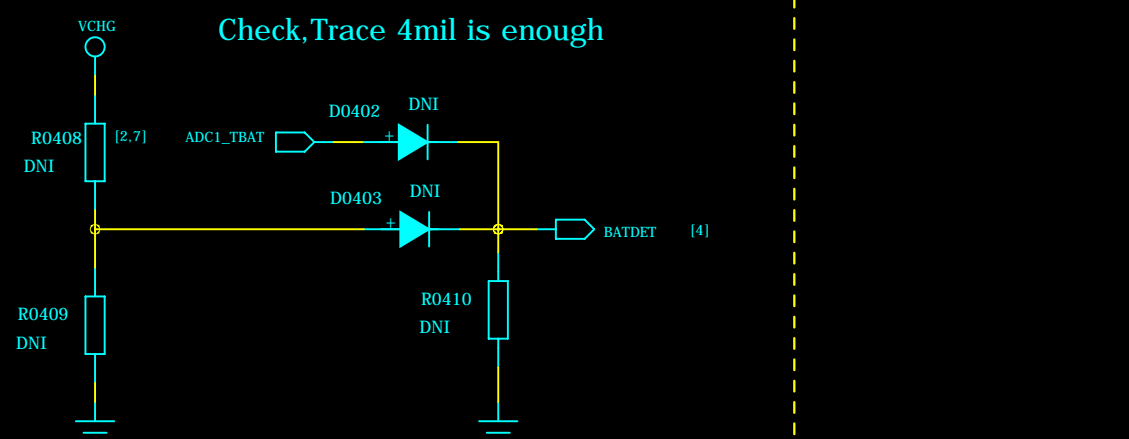 VCHG
Check,Trace 4mil is enough
D0402
DNI
R0408
[2,7]
ADC1_TBAT
+
DNI
D0403
DNI
+
BATDET
[4]
R0409
DNI
R0410
DNI